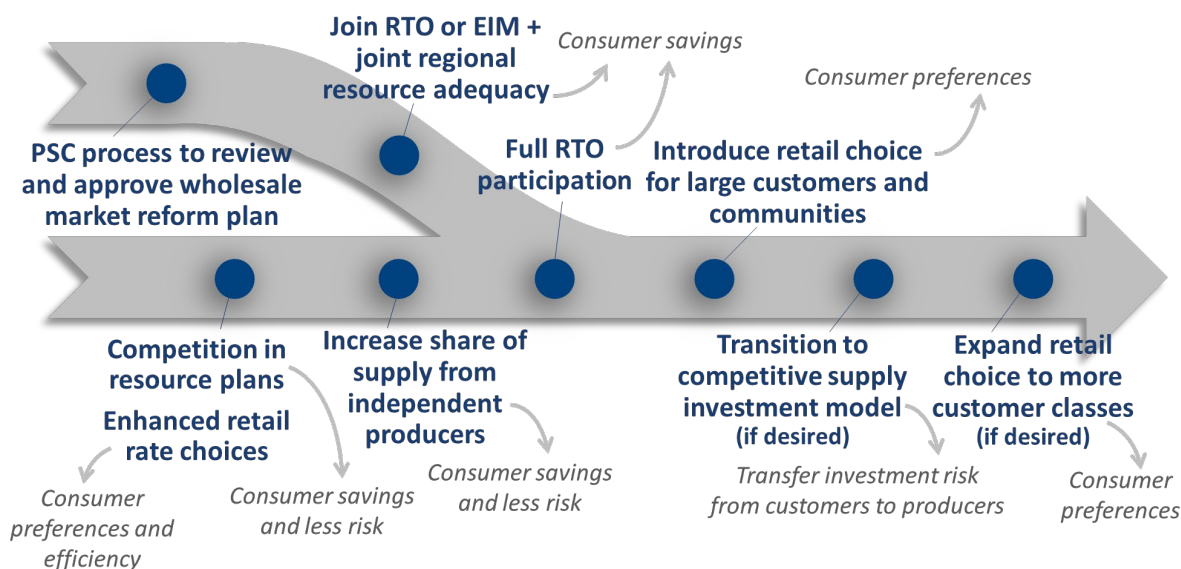 Join RTO or EIM +
joint regional
resource adequacy
Consumer savings
Consumer preferences
PSC process to review
and approve wholesale
market reform plan
Full RTO
participation
Introduce retail choice
for large customers and
communities
Competition in
resource plans
Enhanced retail
rate choices
Consumer
preferences and
efficiency
Consumer savings
and less risk
Increase share of
supply from
independent
producers
Consumer savings
and less risk
Transition to
competitive supply
investment model
(if desired)
Transfer investment risk
from customers to producers
Expand retail
choice to more
customer classes
(if desired)
Consumer
preferences